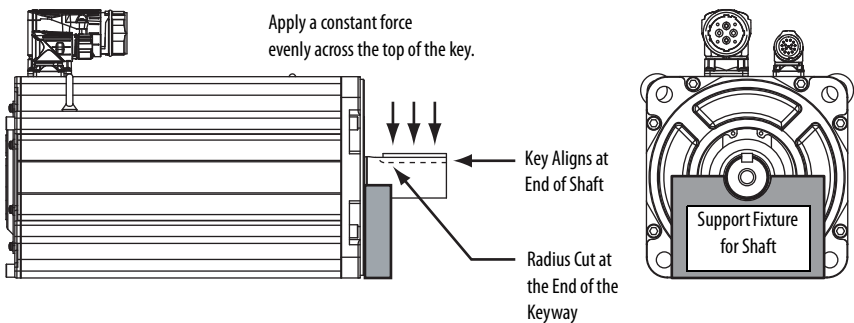 Apply a constant force
evenly across the top of the key.
Key Aligns at
End of Shaft
Radius Cut at
the End of the
Keyway
Support Fixture
for Shaft